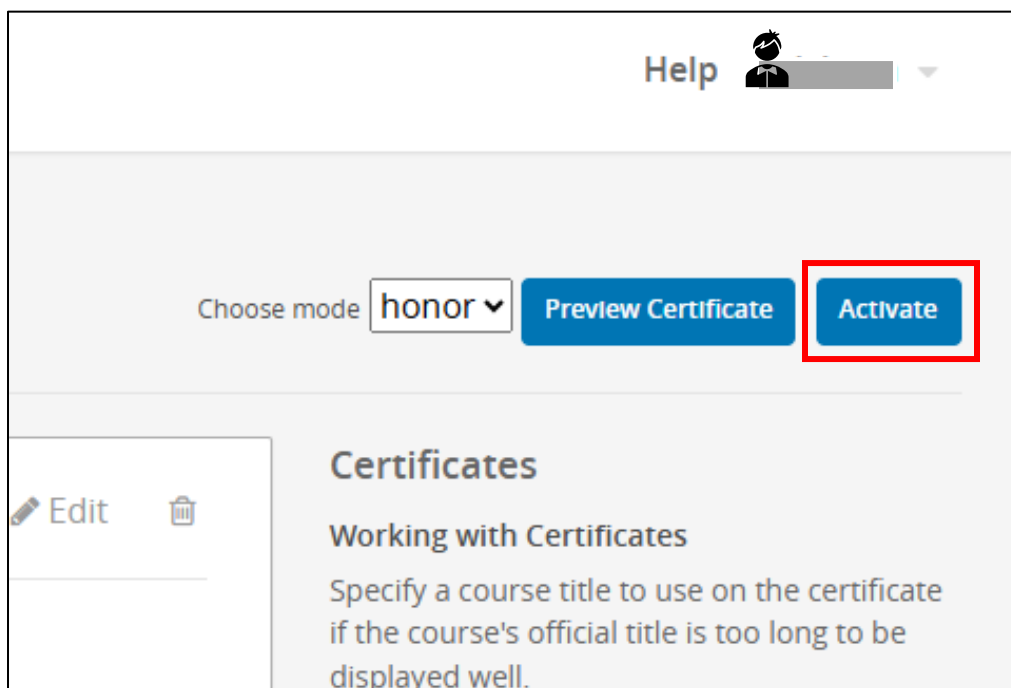 Help
Choose mode honor Preview Certificate Activate
Edit
Certificates
Working with Certificates
Specify a course title to use on the certificate
if the course's official title is too long to be
displayed well.